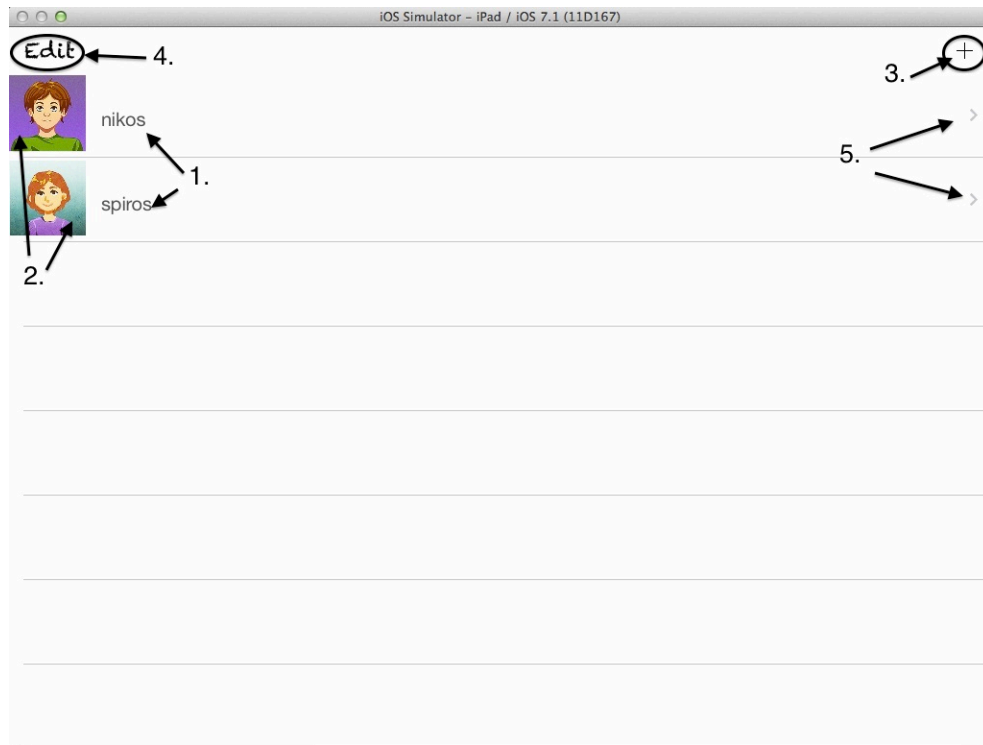 iOS Simulator – iPad / iOS 7.1 (11D167)
Edit
4.
3.
+
nikos
5.
1.
spiros
2.